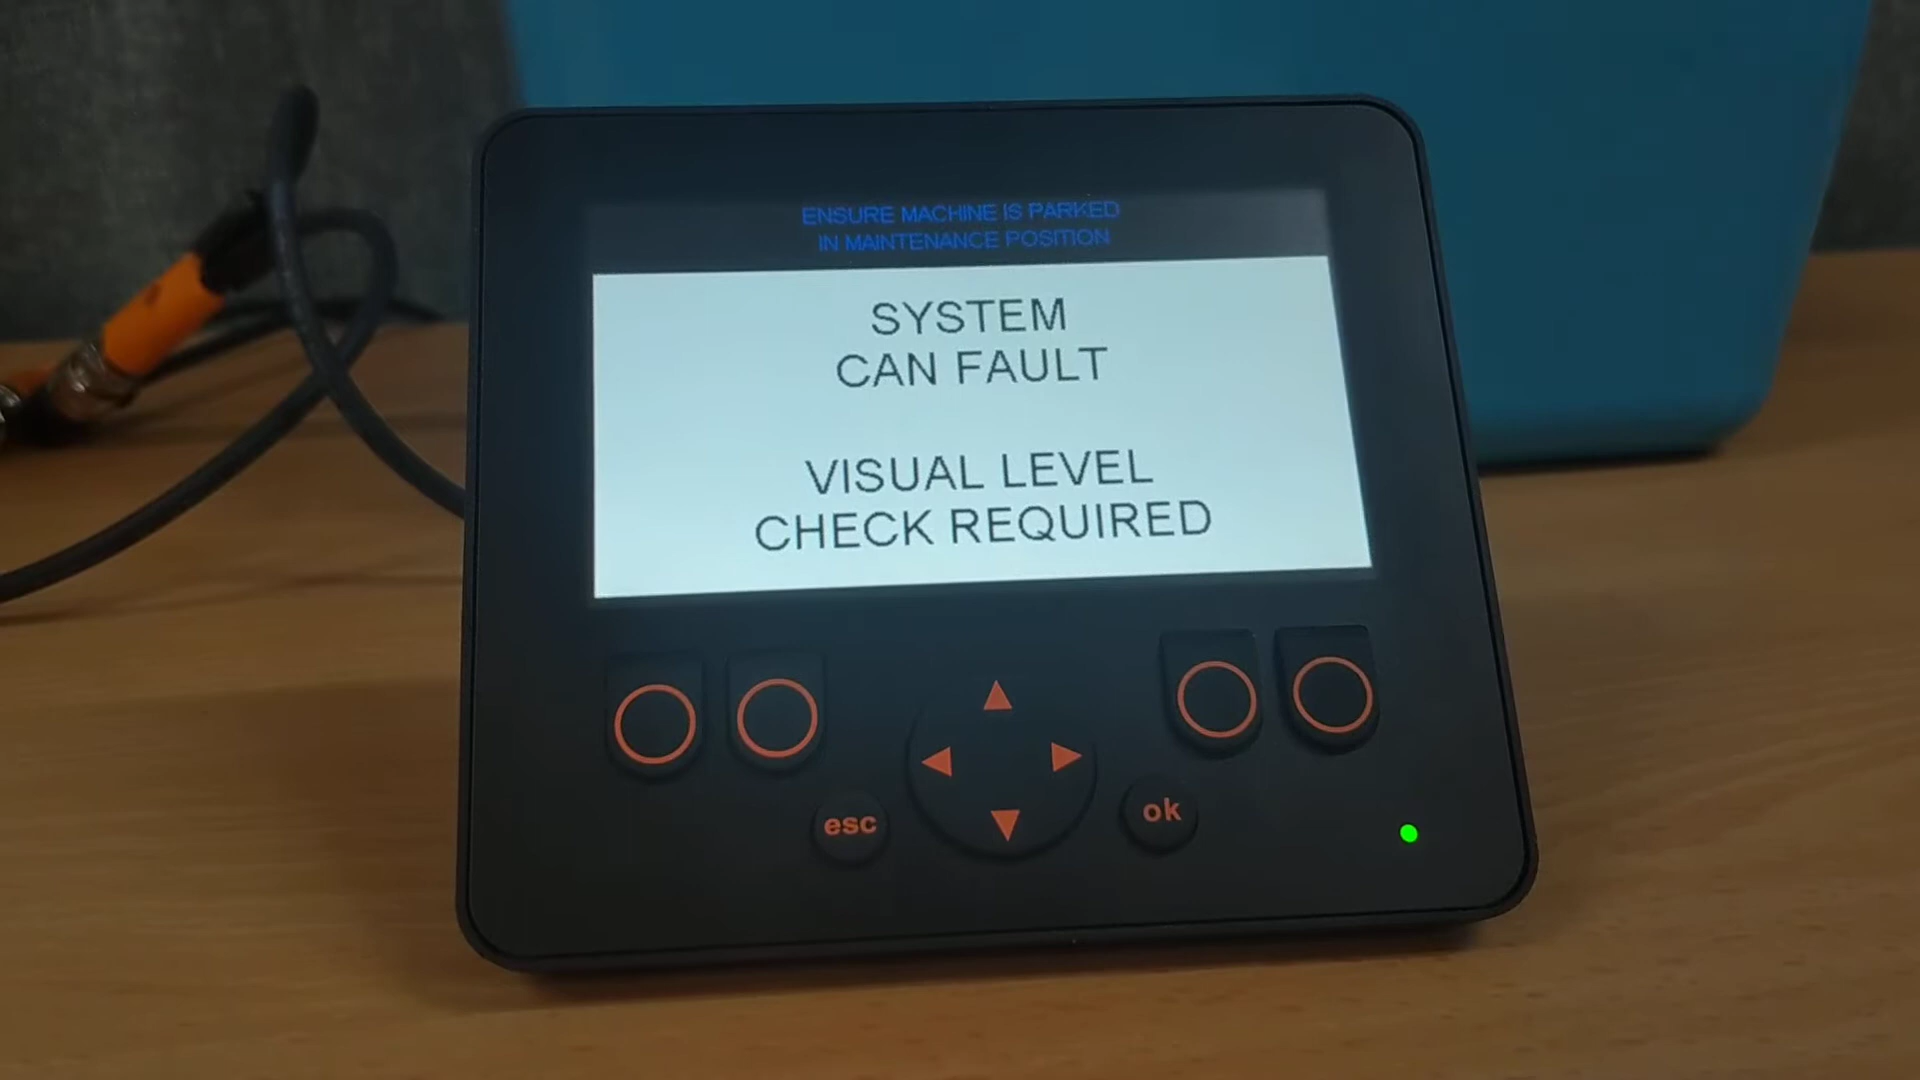 ENSURE MACHINE IS PARKED
IN MAINTENANCE POSITION
SYSTEM
CAN FAULT
VISUAL LEVEL
CHECK REQUIRED
esc
ok